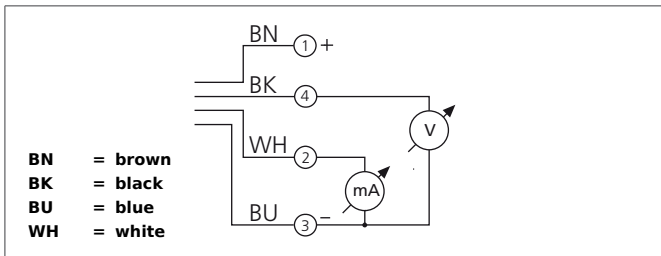 BN 1 +
BK 4
V
WH 2
mA
BU 3 –
BN = brown
BK = black
BU = blue
WH = white